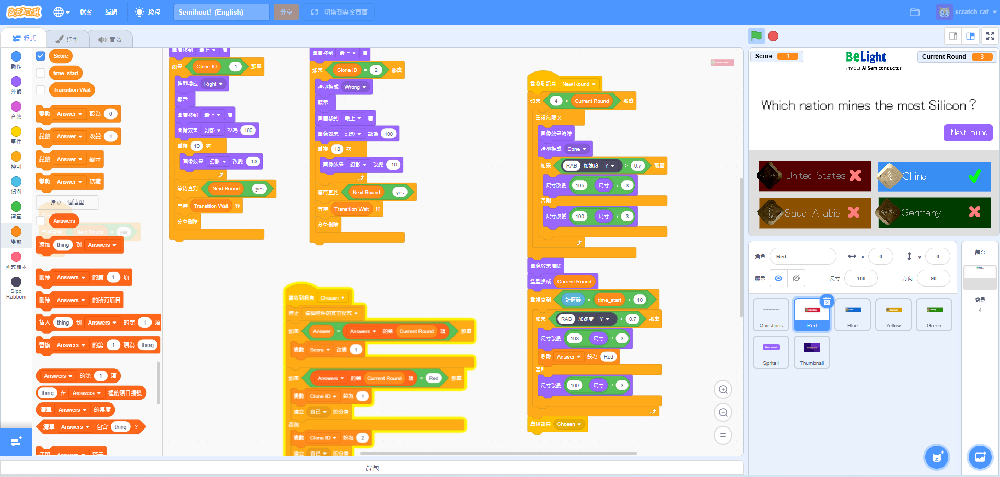 SCRATCH
檔案
編輯
教程
Semihoot! (English)
分享
切換到專案頁面
scratch-cat
程式
造型
音效
動作
外觀
音效
事件
控制
偵測
運算
變數
函式積木
Sipp
Rabboni
Score
time_start
Transition Wait
變數 Answer 設為 0
變數 Answer 改變 1
變數 Answer 顯示
變數 Answer 隱藏
建立一個清單
Answers
等待直到 Next Round = yes
添加 thing 到 Answers
刪除 Answers 的第 1 項
刪除 Answers 的所有項目
插入 thing 到 Answers 的第 1 項
替換 Answers 的第 1 項為 thing
Answers 的第 1 項
thing 在 Answers 裡的項目編號
清單 Answers 的長度
清單 Answers 包含 thing ?
圖層移到 最上 層
如果 Clone ID = 1 那麼
造型換成 Right
顯示
圖層移到 最上 層
圖像效果 幻影 設為 100
重複 10 次
圖像效果 幻影 改變 -10
等待直到 Next Round = yes
等待 Transition Wait 秒
分身刪除
圖層移到 最上 層
如果 Clone ID = 2 那麼
造型換成 Wrong
顯示
圖層移到 最上 層
圖像效果 幻影 設為 100
重複 10 次
圖像效果 幻影 改變 -10
等待直到 Next Round = yes
等待 Transition Wait 秒
分身刪除
當收到訊息 Chosen
停止 這個物件的其它程式
如果 Answer = Answers 的第 Current Round 項 那麼
變數 Score 改變 1
如果 Answers 的第 Current Round 項 = Red 那麼
變數 Clone ID 設為 1
建立 自己 的分身
否則
變數 Clone ID 設為 2
建立 自己 的分身
當收到訊息 New Round
如果 4 < Current Round 那麼
重複無限次
圖像效果清除
造型換成 Done
如果 RAB 加速度 Y > 0.7 那麼
尺寸改變 105 - 尺寸 / 3
否則
尺寸改變 100 - 尺寸 / 3
圖像效果清除
造型換成 Current Round
重複直到 計時器 > time_start + 10
如果 RAB 加速度 Y > 0.7 那麼
尺寸改變 108 - 尺寸 / 3
變數 Answer 設為 Red
否則
尺寸改變 100 - 尺寸 / 3
廣播訊息 Chosen
背包
Score 1
BeLight
NYCU AI Semiconductor
Current Round 3
Which nation mines the most Silicon？
Next round
United States
China
Saudi Arabia
Germany
角色 Red x 0 y 0
顯示 尺寸 100 方向 90
Questions
Red
Blue
Yellow
Green
Sprite1
Thumbnail
舞台
背景
4